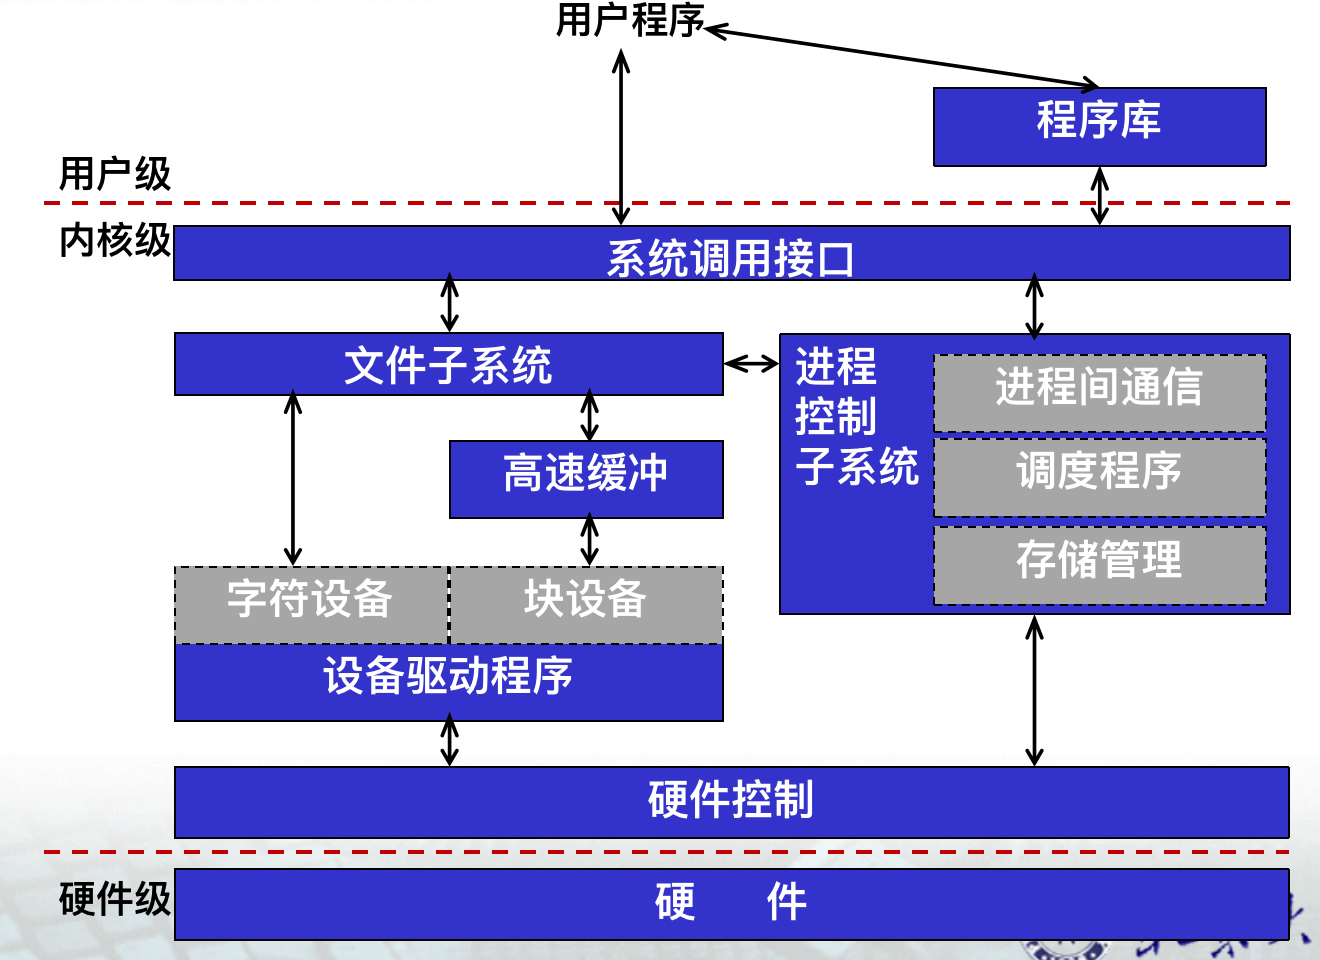 用户程序
程序库
用户级
内核级
系统调用接口
文件子系统
进程
控制
子系统
进程间通信
调度程序
存储管理
高速缓冲
字符设备
块设备
设备驱动程序
硬件控制
硬件级
硬 件